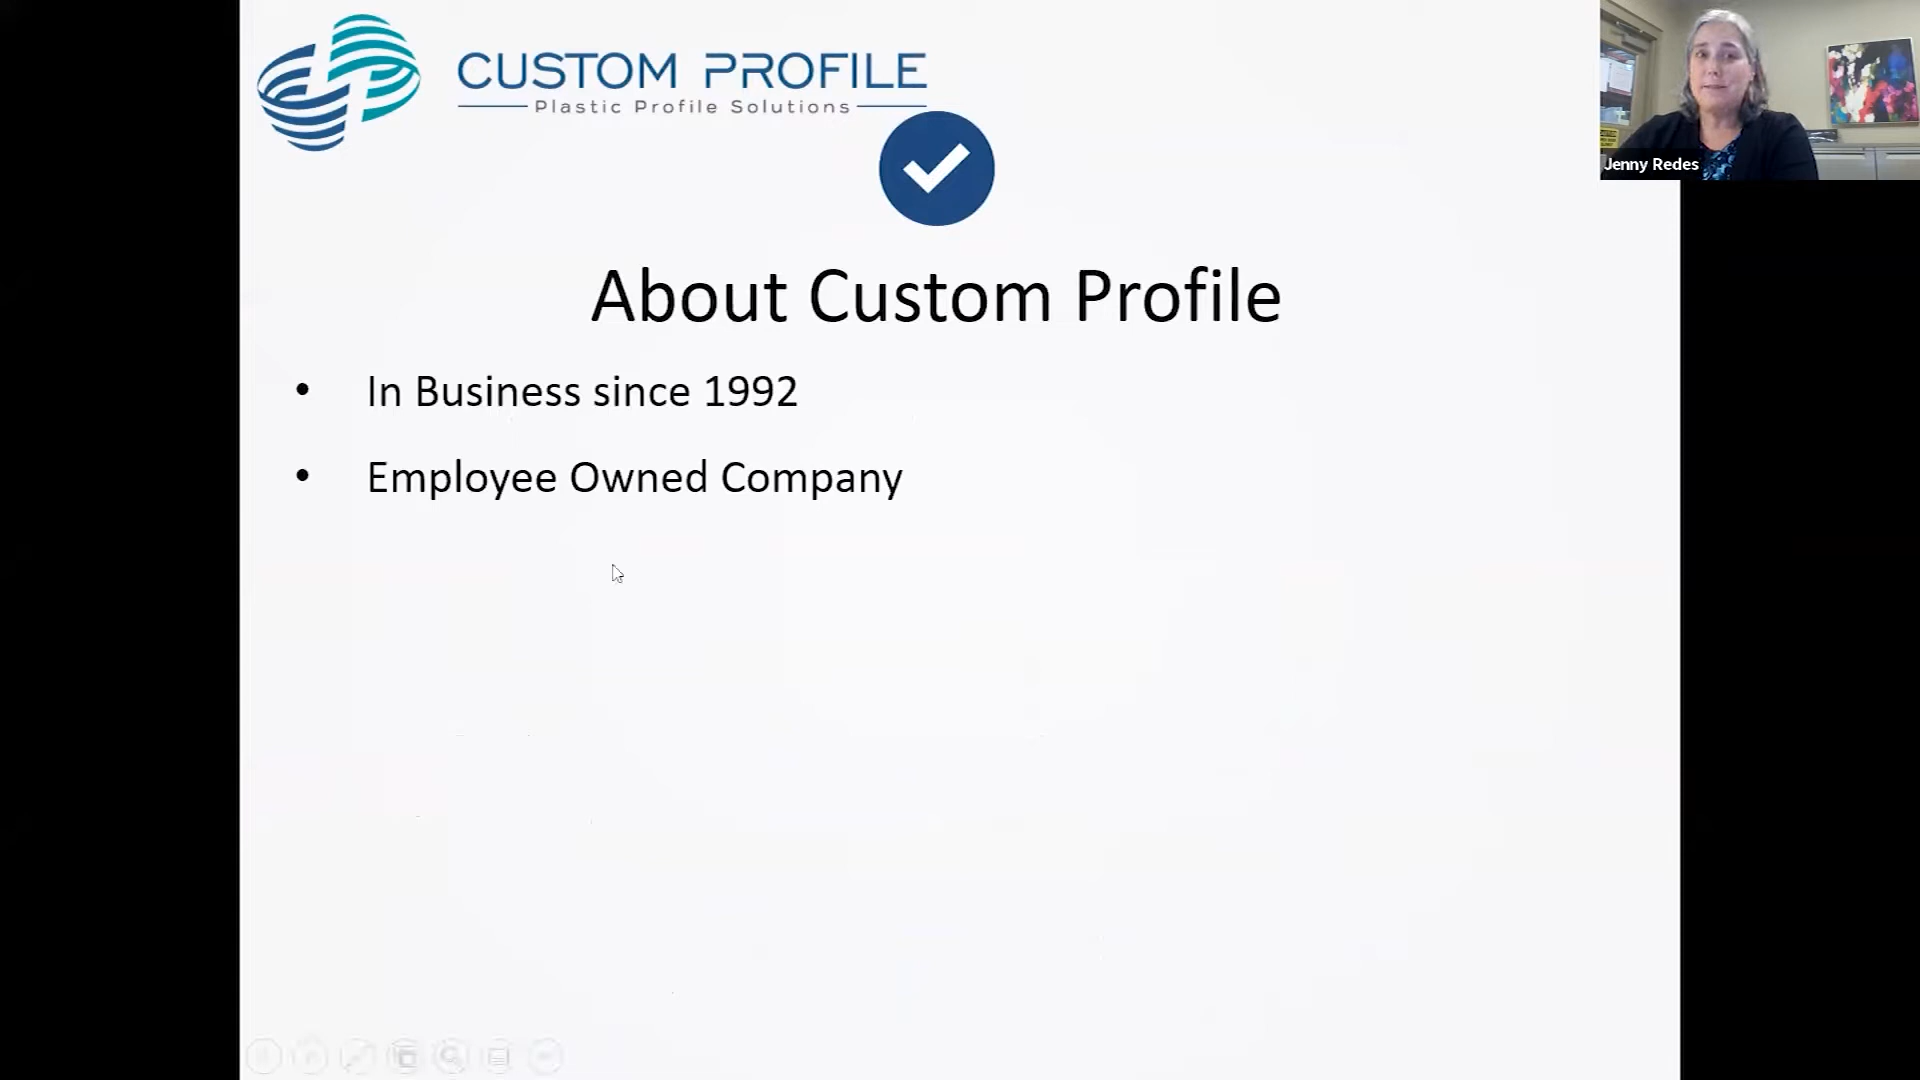 CUSTOM PROFILE
Plastic Profile Solutions
Jenny Redes
About Custom Profile
• In Business since 1992
• Employee Owned Company